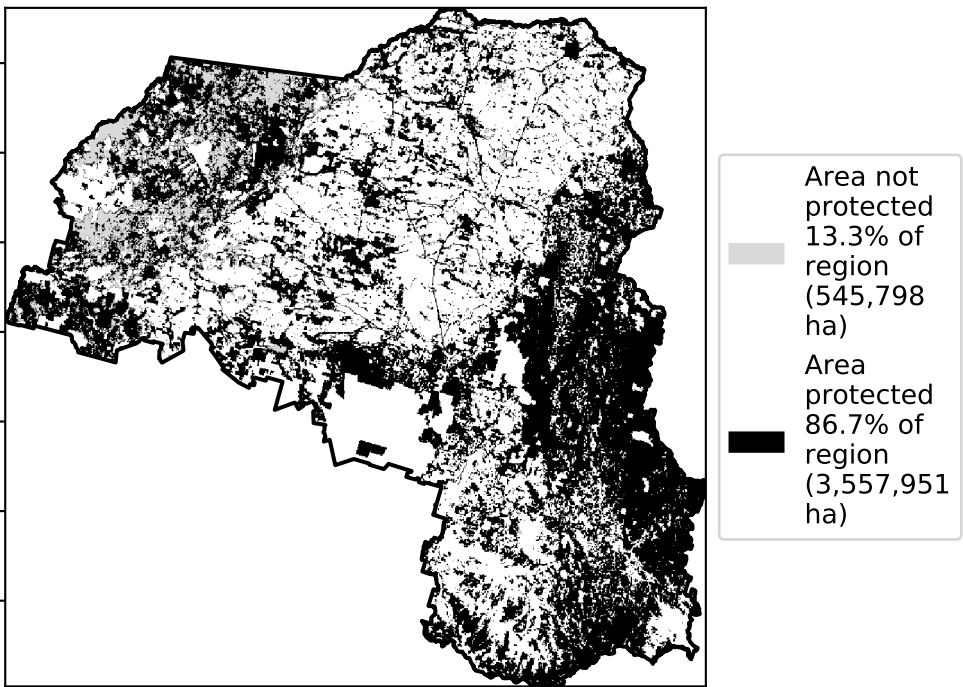 Area not
protected
13.3% of
region
(545,798
ha)
Area
protected
86.7% of
region
(3,557,951
ha)